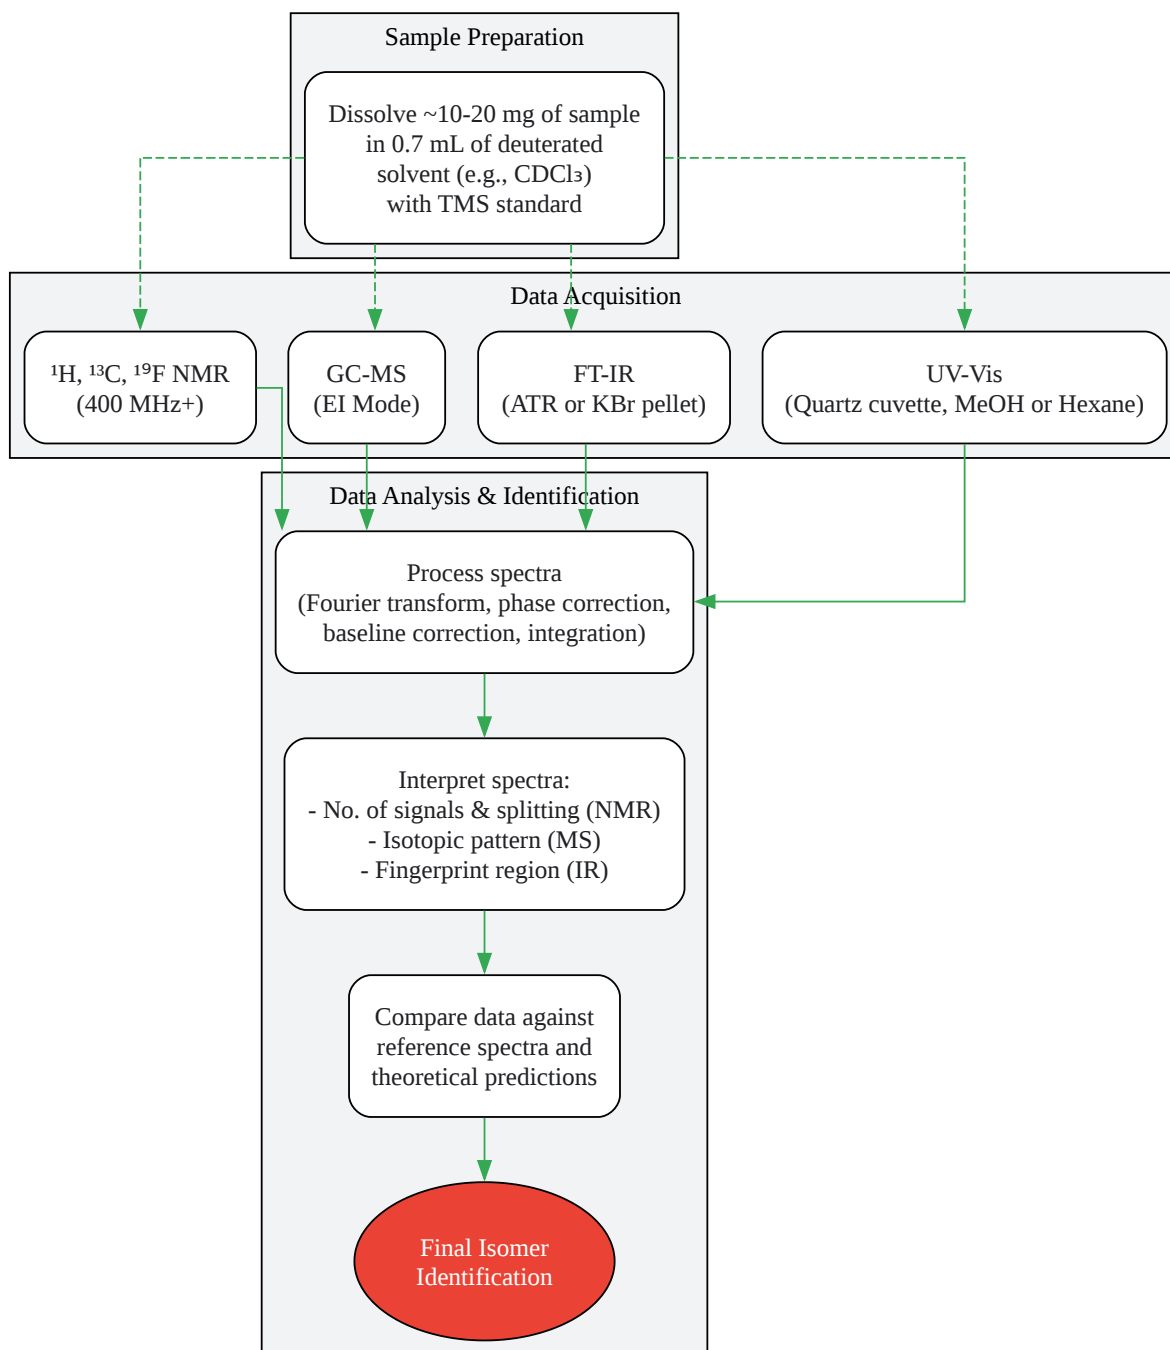 Sample Preparation
Dissolve ~10-20 mg of sample
in 0.7 mL of deuterated
solvent (e.g., CDCl₃)
with TMS standard
Data Acquisition
¹H, ¹³C, ¹⁹F NMR
(400 MHz+)
GC-MS
(EI Mode)
FT-IR
(ATR or KBr pellet)
UV-Vis
(Quartz cuvette, MeOH or Hexane)
Data Analysis & Identification
Process spectra
(Fourier transform, phase correction,
baseline correction, integration)
Interpret spectra:
- No. of signals & splitting (NMR)
- Isotopic pattern (MS)
- Fingerprint region (IR)
Compare data against
reference spectra and
theoretical predictions
Final Isomer
Identification